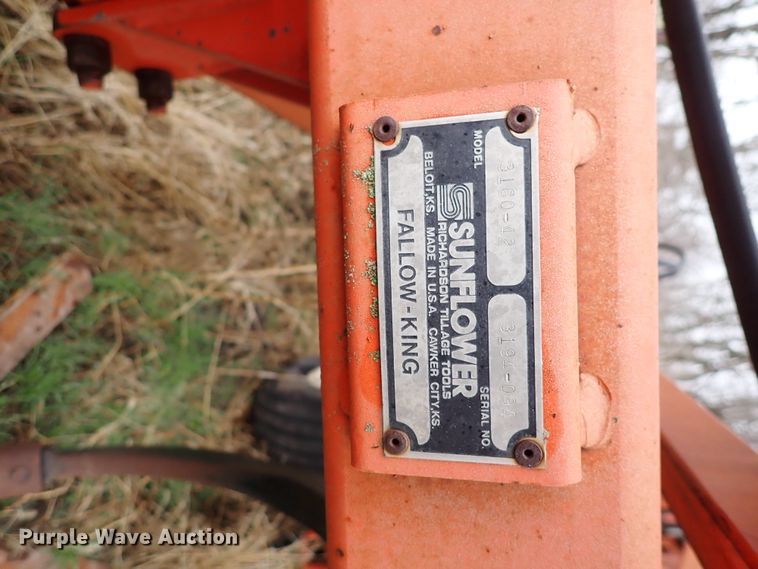 MODEL
3160-42
SERIAL NO.
SUNFLOWER
RICHARDSON TILLAGE TOOLS
BELOIT, KS. MADE IN U.S.A. CAWKER CITY, KS.
FALLOW-KING
Purple Wave Auction